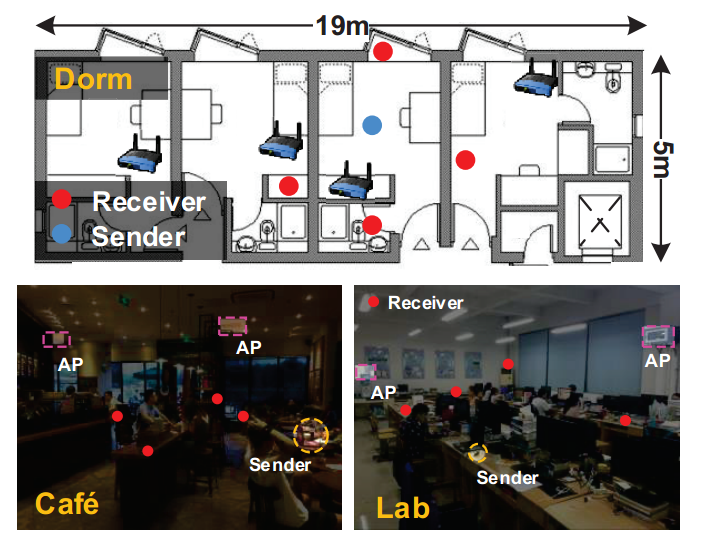 19m
Dorm
5m
Receiver
Sender
Receiver
AP
AP
AP
AP
Sender
Sender
Café
Lab